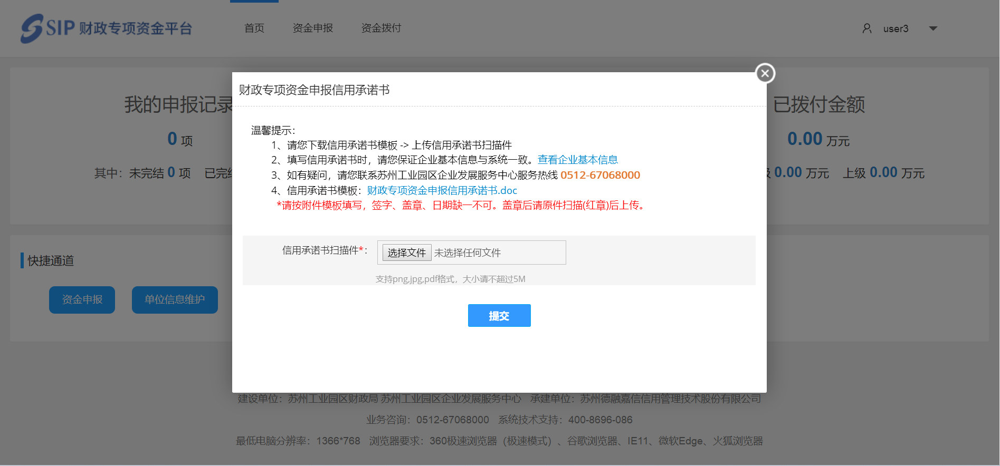 SIP 财政专项资金平台
首页
资金申报
资金拨付
user3
财政专项资金申报信用承诺书
我的申报记录
已拨付金额
温馨提示：
0 项
0.00 万元
1、请您下载信用承诺书模板 -> 上传信用承诺书扫描件
2、填写信用承诺书时，请您保证企业基本信息与系统一致。查看企业基本信息
其中：未完结 0 项 已完结
3、如有疑问，请您联系苏州工业园区企业发展服务中心服务热线 0512-67068000
级 0.00 万元 上级 0.00 万元
4、信用承诺书模板：财政专项资金申报信用承诺书.doc
*请按附件模板填写，签字、盖章、日期缺一不可。盖章后请原件扫描(红章)后上传。
信用承诺书扫描件*：
选择文件 未选择任何文件
支持png,jpg,pdf格式，大小请不超过5M
快捷通道
资金申报
单位信息维护
提交
建设单位：苏州工业园区财政局 苏州工业园区企业发展服务中心 承建单位：苏州德融嘉信信用管理技术股份有限公司
业务咨询：0512-67068000 系统技术支持：400-8696-086
最低电脑分辨率：1366*768 浏览器要求：360极速浏览器（极速模式）、谷歌浏览器、IE11、微软Edge、火狐浏览器